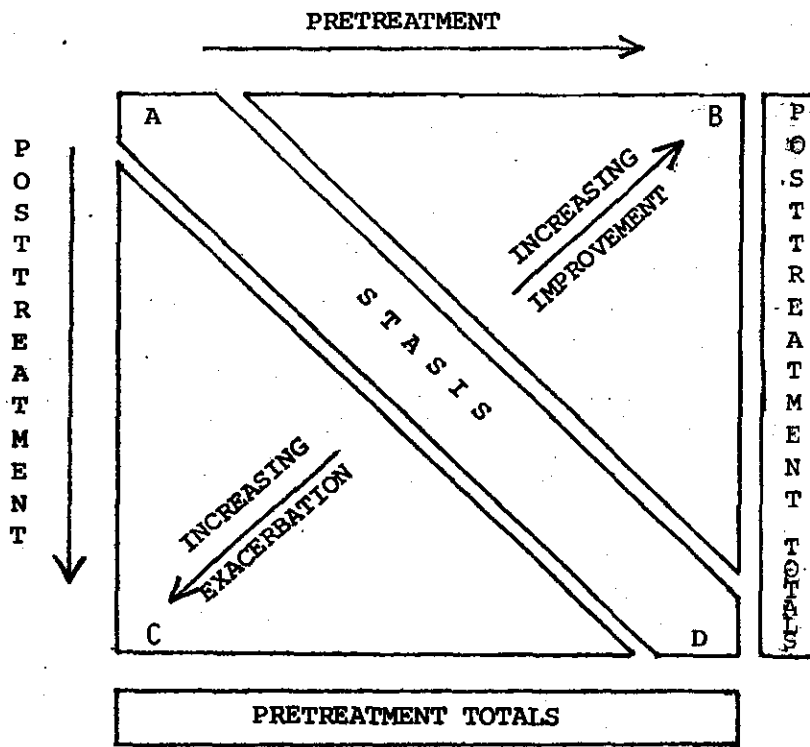 PRETREATMENT
A
B
POSTTREATMENT
INCREASING
IMPROVEMENT
STASIS
INCREASING
EXACERBATION
C
D
POSTTREATMENT TOTALS
PRETREATMENT TOTALS